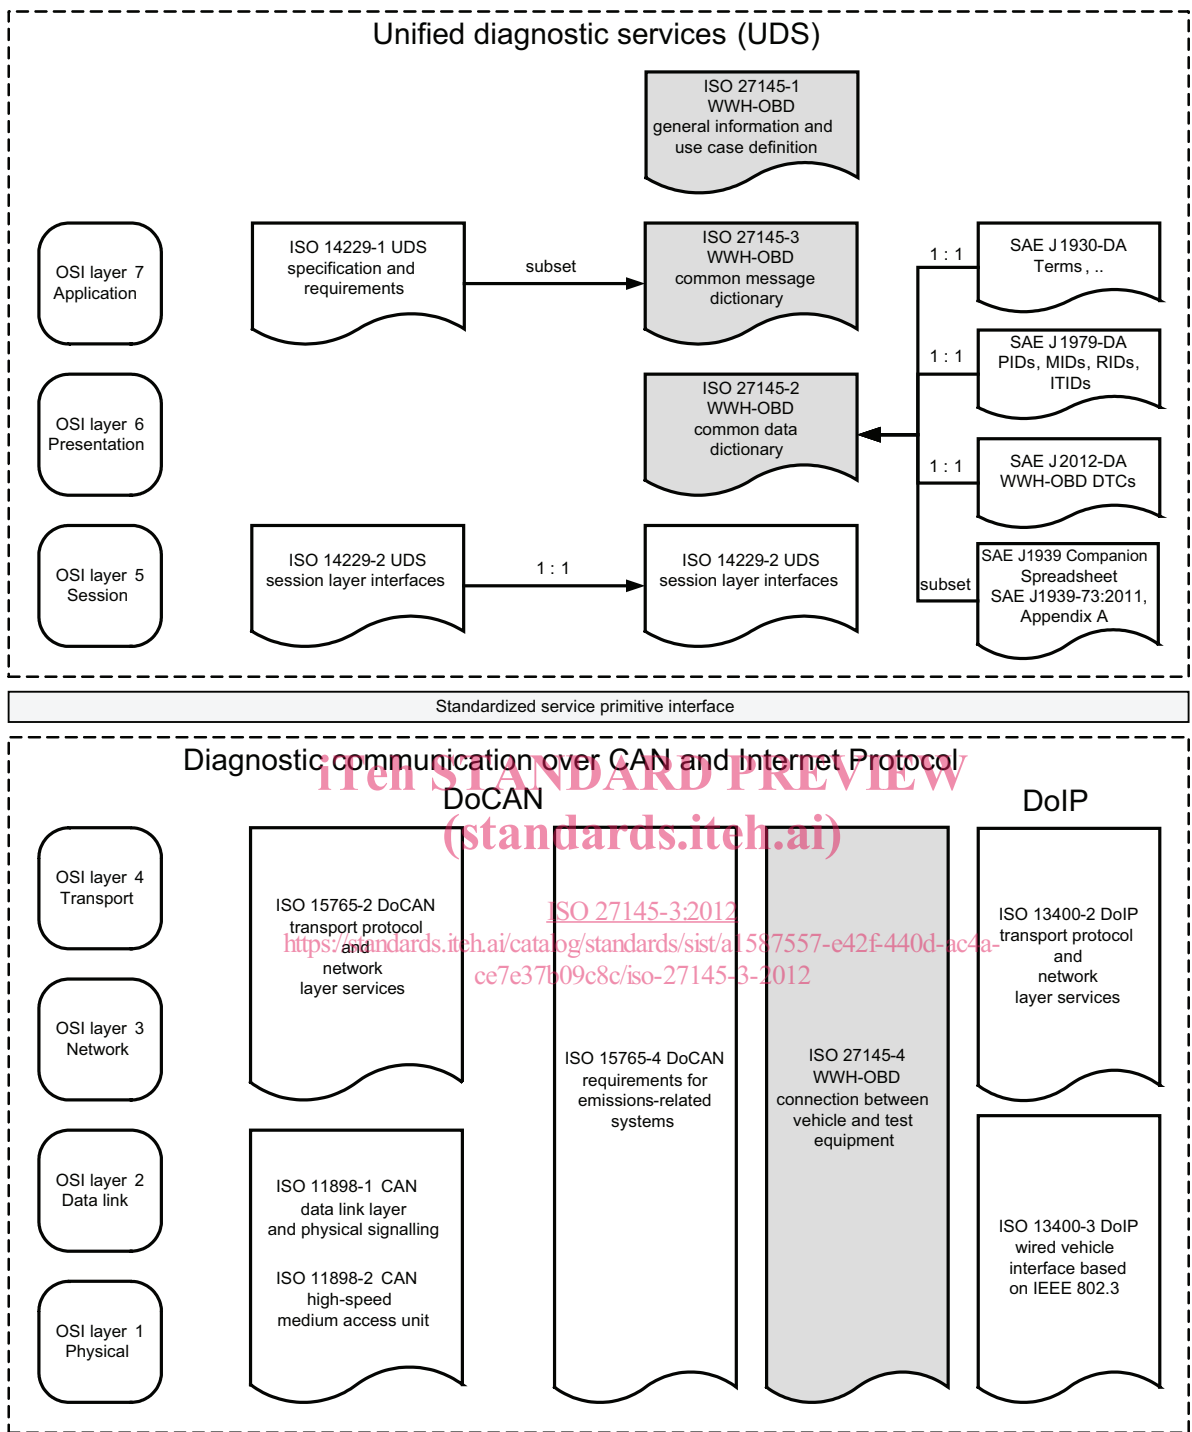 Unified diagnostic services (UDS)
ISO 27145-1
WWH-OBD
general information and
use case definition
OSI layer 7
Application
ISO 14229-1 UDS
specification and
requirements
subset
ISO 27145-3
WWH-OBD
common message
dictionary
1 : 1
SAE J1930-DA
Terms, ..
1 : 1
SAE J1979-DA
PIDs, MIDs, RIDs,
ITIDs
OSI layer 6
Presentation
ISO 27145-2
WWH-OBD
common data
dictionary
1 : 1
SAE J2012-DA
WWH-OBD DTCs
OSI layer 5
Session
ISO 14229-2 UDS
session layer interfaces
1 : 1
ISO 14229-2 UDS
session layer interfaces
subset
SAE J1939 Companion
Spreadsheet
SAE J1939-73:2011,
Appendix A
Standardized service primitive interface
Diagnostic communication over CAN and Internet Protocol
iTeh STANDARD PREVIEW
DoCAN
DoIP
(standards.iteh.ai)
OSI layer 4
Transport
ISO 15765-2 DoCAN
transport protocol
and
network
layer services
ISO 27145-3:2012
https://standards.iteh.ai/catalog/standards/sist/a1587557-e42f-440d-ac4a-
ce7e37b09c8c/iso-27145-3-2012
ISO 13400-2 DoIP
transport protocol
and
network
layer services
OSI layer 3
Network
ISO 15765-4 DoCAN
requirements for
emissions-related
systems
ISO 27145-4
WWH-OBD
connection between
vehicle and test
equipment
OSI layer 2
Data link
ISO 11898-1 CAN
data link layer
and physical signalling
ISO 11898-2 CAN
high-speed
medium access unit
ISO 13400-3 DoIP
wired vehicle
interface based
on IEEE 802.3
OSI layer 1
Physical